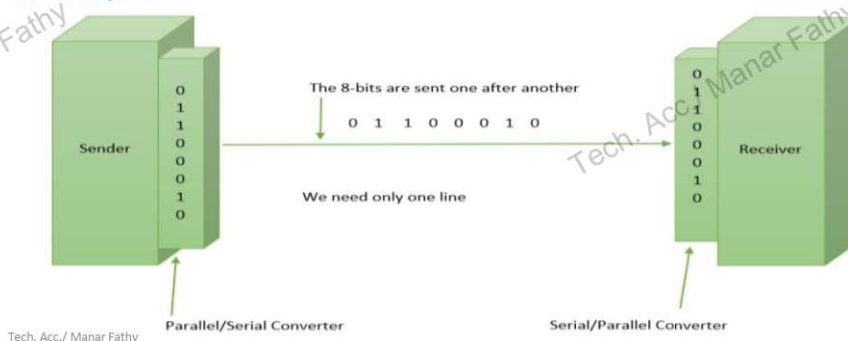 Fathy
Tech. Acc./ Manar Fathy
The 8-bits are sent one after another
0 1 1 0 0 0 1 0
Sender
0
1
1
0
0
0
1
0
We need only one line
0
1
1
0
0
0
1
0
Receiver
Parallel/Serial Converter
Serial/Parallel Converter
Tech. Acc./ Manar Fathy